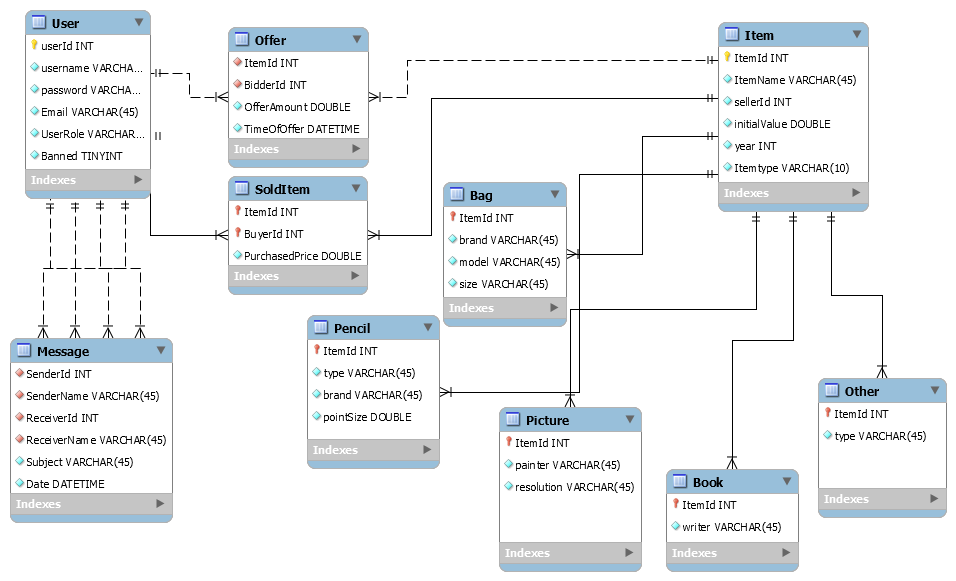 User
userId INT
username VARCHA...
password VARCHA...
Email VARCHAR(45)
UserRole VARCHAR...
Banned TINYINT
Indexes
Offer
ItemId INT
BidderId INT
OfferAmount DOUBLE
TimeOfOffer DATETIME
Indexes
Item
ItemId INT
ItemName VARCHAR(45)
sellerId INT
initialValue DOUBLE
year INT
Itemtype VARCHAR(10)
Indexes
SoldItem
ItemId INT
BuyerId INT
PurchasedPrice DOUBLE
Indexes
Bag
ItemId INT
brand VARCHAR(45)
model VARCHAR(45)
size VARCHAR(45)
Indexes
Message
SenderId INT
SenderName VARCHAR(45)
ReceiverId INT
ReceiverName VARCHAR(45)
Subject VARCHAR(45)
Date DATETIME
Indexes
Pencil
ItemId INT
type VARCHAR(45)
brand VARCHAR(45)
pointSize DOUBLE
Indexes
Picture
ItemId INT
painter VARCHAR(45)
resolution VARCHAR(45)
Indexes
Book
ItemId INT
writer VARCHAR(45)
Indexes
Other
ItemId INT
type VARCHAR(45)
Indexes